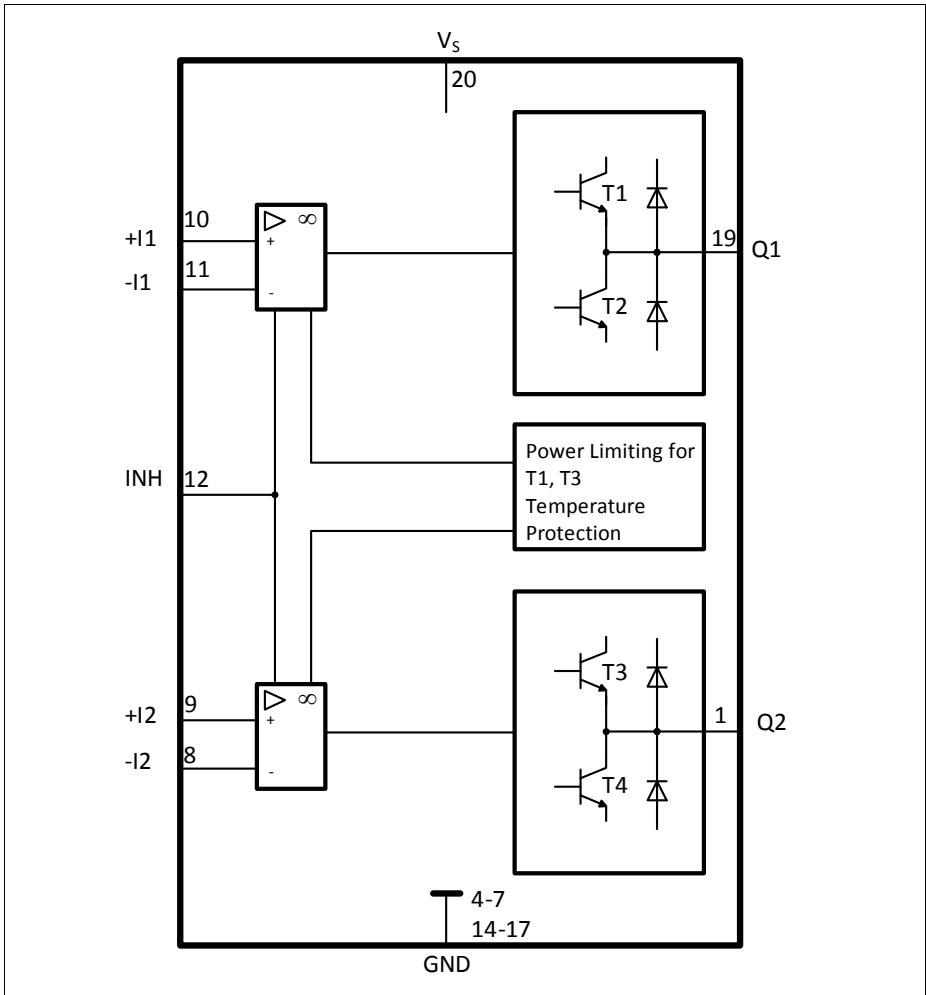 VS
20
10
+I1
11
-I1
+
-
∞
T1
T2
19
Q1
INH
12
Power Limiting for
T1, T3
Temperature
Protection
9
+I2
8
-I2
+
-
∞
T3
T4
1
Q2
4-7
14-17
GND